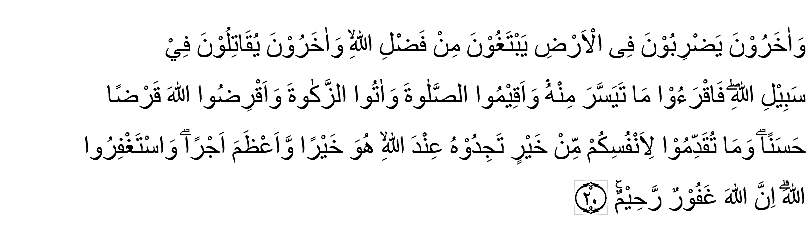 وَاٰخَرُوْنَ يَضْرِبُوْنَ فِى الْاَرْضِ يَبْتَغُوْنَ مِنْ فَضْلِ اللّٰهِۙ وَاٰخَرُوْنَ يُقَاتِلُوْنَ فِيْ
سَبِيْلِ اللّٰهِۖ فَاقْرَءُوْا مَا تَيَسَّرَ مِنْهُۙ وَاَقِيْمُوا الصَّلٰوةَ وَاٰتُوا الزَّكٰوةَ وَاَقْرِضُوا اللّٰهَ قَرْضًا
حَسَنًاۗ وَمَا تُقَدِّمُوْا لِاَنْفُسِكُمْ مِّنْ خَيْرٍ تَجِدُوْهُ عِنْدَ اللّٰهِ هُوَ خَيْرًا وَّاَعْظَمَ اَجْرًاۗ وَاسْتَغْفِرُوا
اللّٰهَۗ اِنَّ اللّٰهَ غَفُوْرٌ رَّحِيْمٌࣖ ٢٠